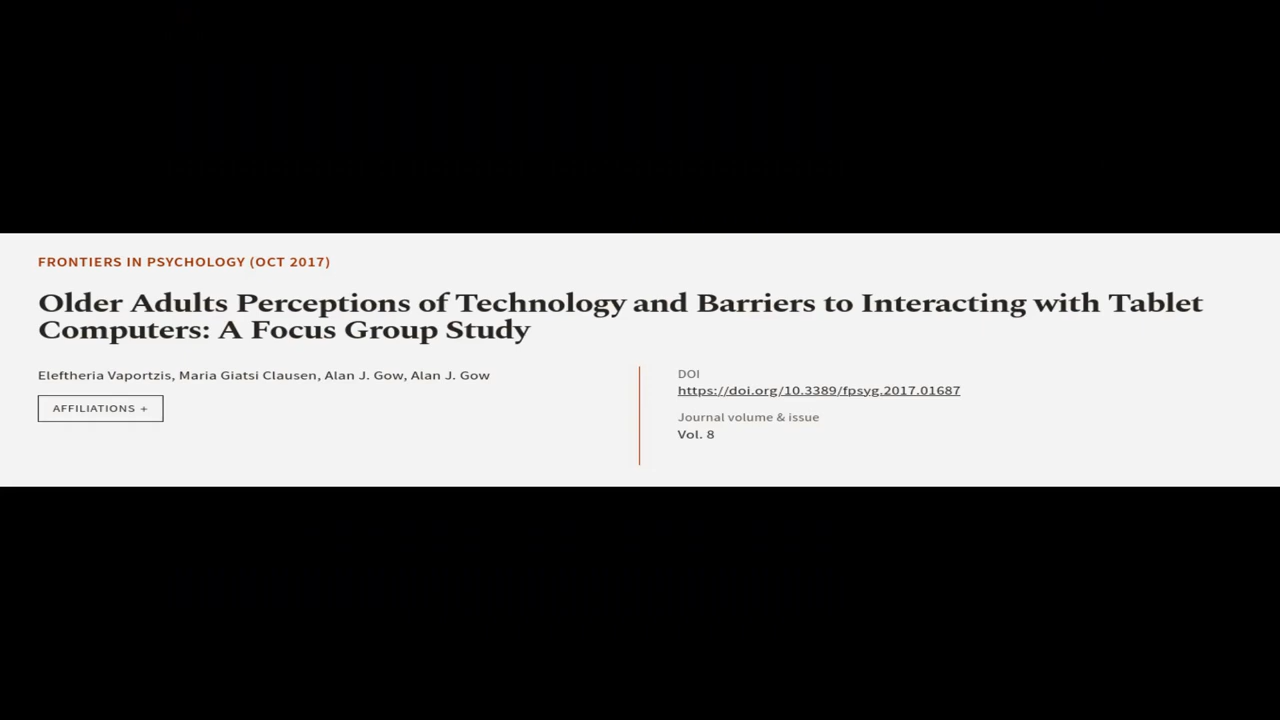 FRONTIERS IN PSYCHOLOGY (OCT 2017)
Older Adults Perceptions of Technology and Barriers to Interacting with Tablet
Computers: A Focus Group Study
Eleftheria Vaportzis, Maria Giatsi Clausen, Alan J. Gow, Alan J. Gow
AFFILIATIONS +
DOI
https://doi.org/10.3389/fpsyg.2017.01687
Journal volume & issue
Vol. 8